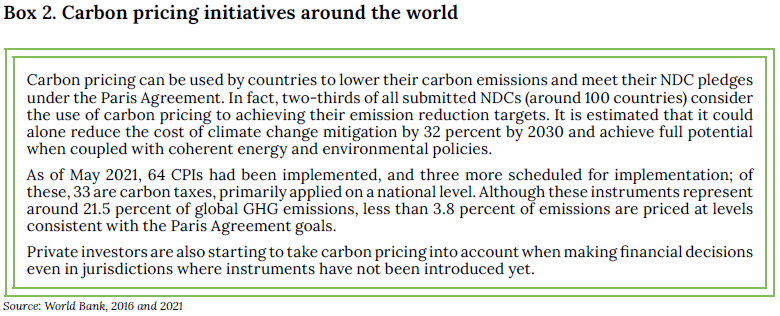 Box 2. Carbon pricing initiatives around the world
Carbon pricing can be used by countries to lower their carbon emissions and meet their NDC pledges
under the Paris Agreement. In fact, two-thirds of all submitted NDCs (around 100 countries) consider
the use of carbon pricing to achieving their emission reduction targets. It is estimated that it could
alone reduce the cost of climate change mitigation by 32 percent by 2030 and achieve full potential
when coupled with coherent energy and environmental policies.
As of May 2021, 64 CPIs had been implemented, and three more scheduled for implementation; of
these, 33 are carbon taxes, primarily applied on a national level. Although these instruments represent
around 21.5 percent of global GHG emissions, less than 3.8 percent of emissions are priced at levels
consistent with the Paris Agreement goals.
Private investors are also starting to take carbon pricing into account when making financial decisions
even in jurisdictions where instruments have not been introduced yet.
Source: World Bank, 2016 and 2021